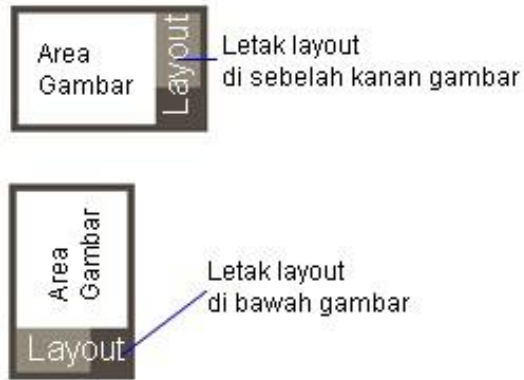 Area
Gambar
Layout
Letak layout
di sebelah kanan gambar
Area
Gambar
Layout
Letak layout
di bawah gambar